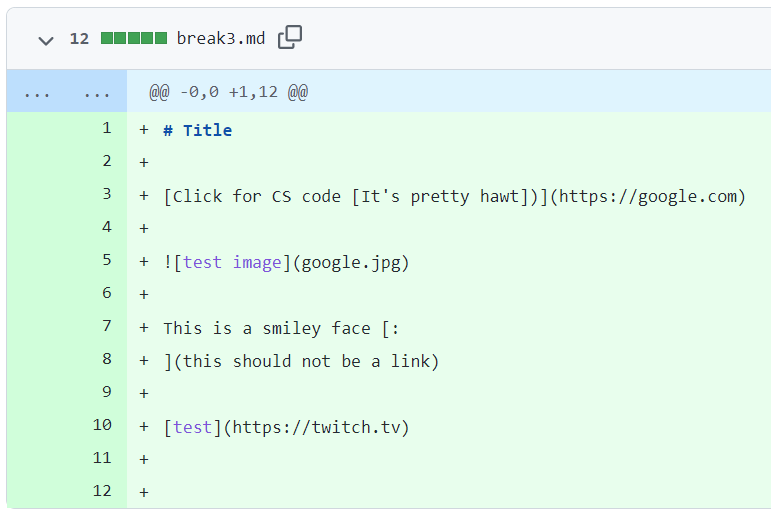 12 break3.md
... ... @@ -0,0 +1,12 @@
1 + # Title
2 +
3 + [Click for CS code [It's pretty hawt])](https://google.com)
4 +
5 + ![test image](google.jpg)
6 +
7 + This is a smiley face [:
8 + ](this should not be a link)
9 +
10 + [test](https://twitch.tv)
11 +
12 +